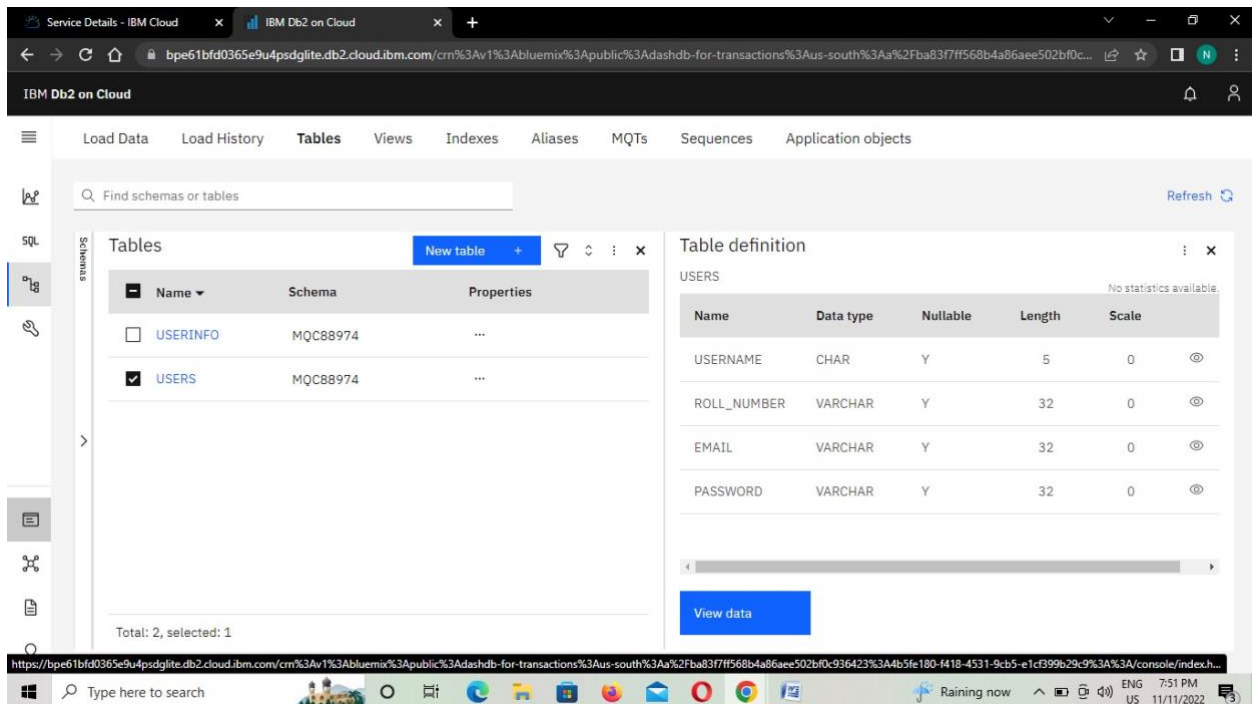 Service Details - IBM Cloud
IBM Db2 on Cloud
bpe61bfd0365e9u4psdglite.db2.cloud.ibm.com/crn%3Av1%3Abluemix%3Apublic%3Adashdb-for-transactions%3Aus-south%3Aa%2Fba83f7ff568b4a86aee502bf0c...
N
IBM Db2 on Cloud
Load Data Load History Tables Views Indexes Aliases MQTs Sequences Application objects
Find schemas or tables
Refresh
SQL
Schemas
Tables
New table +
Name Schema Properties
USERINFO MQC88974 ...
USERS MQC88974 ...
Total: 2, selected: 1
Table definition
USERS
No statistics available.
Name Data type Nullable Length Scale
USERNAME CHAR Y 5 0
ROLL_NUMBER VARCHAR Y 32 0
EMAIL VARCHAR Y 32 0
PASSWORD VARCHAR Y 32 0
View data
https://bpe61bfd0365e9u4psdglite.db2.cloud.ibm.com/crn%3Av1%3Abluemix%3Apublic%3Adashdb-for-transactions%3Aus-south%3Aa%2Fba83f7ff568b4a86aee502bf0c936423%3A4b5fe180-f418-4531-9cb5-e1cf399b29c9%3A%3A/console/index.h...
Type here to search
Raining now
ENG
US
7:51 PM
11/11/2022
3